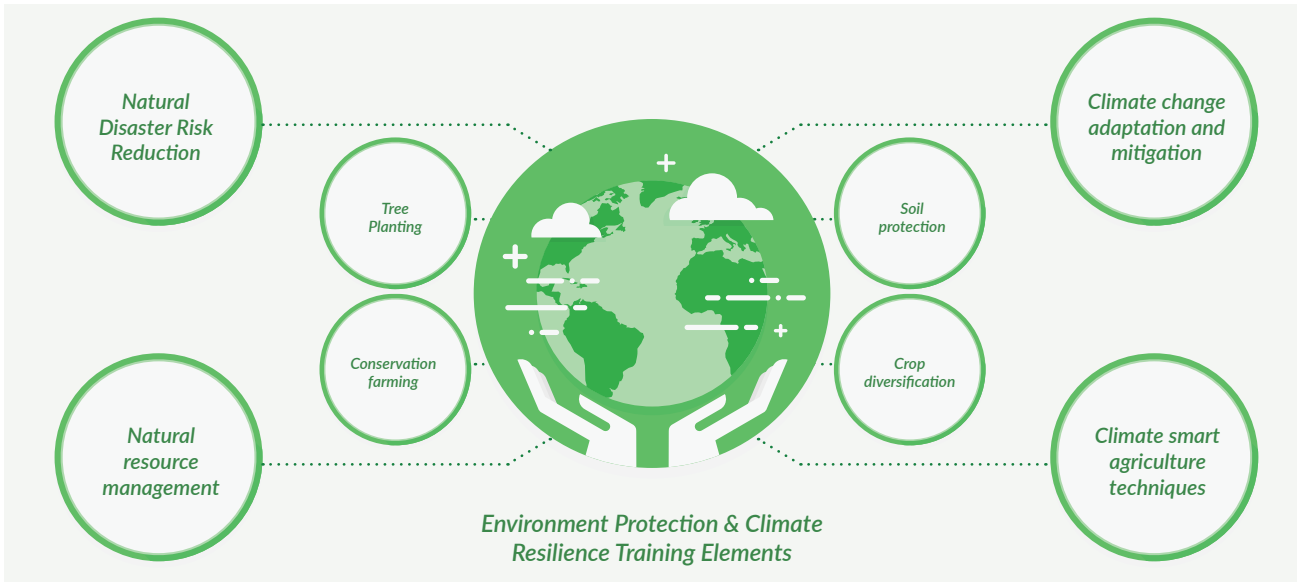 Natural
Disaster Risk
Reduction
Climate change
adaptation and
mitigation
Tree
Planting
Soil
protection
Conservation
farming
Crop
diversification
Natural
resource
management
Climate smart
agriculture
techniques
Environment Protection & Climate
Resilience Training Elements